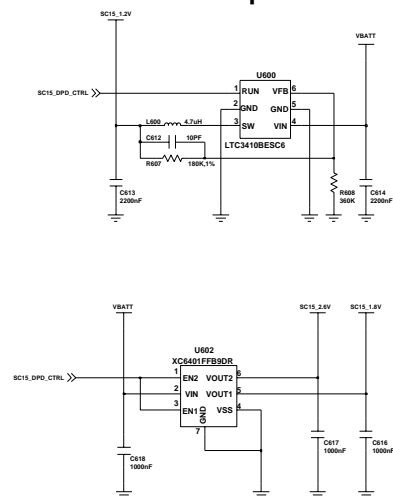 SC15_1.2V
VBATT
U600
SC15_DPD_CTRL
1 RUN VFB 6
2 GND GND 5
3 SW VIN 4
L600 4.7uH
LTC3410BESC6
C612 10PF
R607 180K,1%
C613
2200nF
R608
360K
C614
2200nF
VBATT
SC15_2.6V
SC15_1.8V
U602
XC6401FFB9DR
SC15_DPD_CTRL
1 EN2 VOUT2 6
2 VIN VOUT1 5
3 EN1 GND VSS 4
7
C618
1000nF
C617
1000nF
C616
1000nF